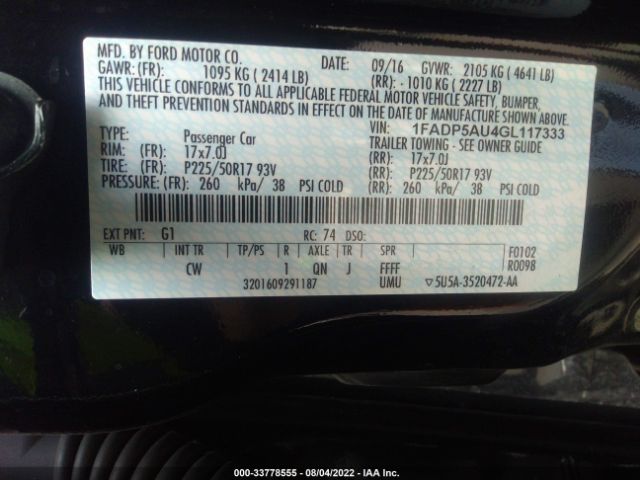 MFD. BY FORD MOTOR CO.
DATE: 09/16 GVWR: 2105 KG ( 4641 LB)
GAWR: (FR): 1095 KG ( 2414 LB) (RR): - 1010 KG ( 2227 LB)
THIS VEHICLE CONFORMS TO ALL APPLICABLE FEDERAL MOTOR VEHICLE SAFETY, BUMPER,
AND THEFT PREVENTION STANDARDS IN EFFECT ON THE DATE OF MANUFACTURE SHOWN ABOVE.
VIN: 1FADP5AU4GL117333
TYPE: Passenger Car TRAILER TOWING - SEE OWNER GUIDE
RIM: (FR): 17x7.0J (RR): 17x7.0J
TIRE: (FR): P225/50R17 93V (RR): P225/50R17 93V
PRESSURE: (FR): 260 kPa/ 38 PSI COLD (RR): 260 kPa/ 38 PSI COLD
EXT PNT: G1 RC: 74 DSO:
WB INT TR TP/PS R AXLE TR SPR F0102
CW 1 QN J FFFF R0098
3201609291187 UMU ▽5U5A-3520472-AA
000-33778555 - 08/04/2022 - IAA Inc.